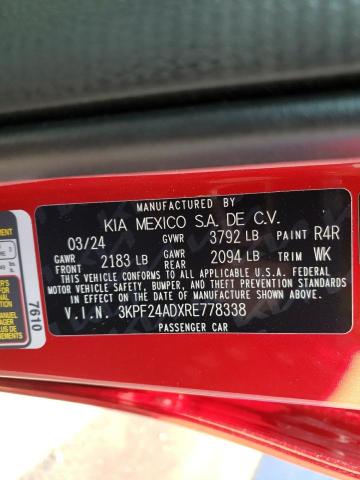 MANUFACTURED BY
KIA MEXICO S.A. DE C.V.
03/24 GVWR 3792 LB PAINT R4R
GAWR FRONT 2183 LB GAWR REAR 2094 LB TRIM WK
THIS VEHICLE CONFORMS TO ALL APPLICABLE U.S.A. FEDERAL
MOTOR VEHICLE SAFETY, BUMPER, AND THEFT PREVENTION STANDARDS
IN EFFECT ON THE DATE OF MANUFACTURE SHOWN ABOVE.
V.I.N. 3KPF24ADXRE778338
PASSENGER CAR
7610